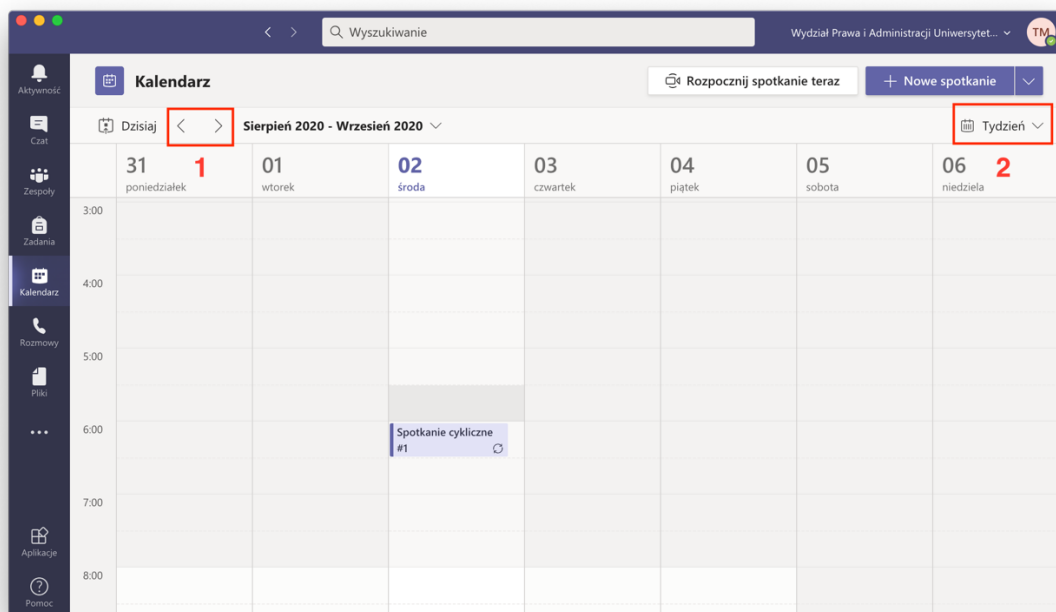 Wyszukiwanie
Wydział Prawa i Administracji Uniwersytet...
TM
Aktywność
Czat
Zespoły
Zadania
Kalendarz
Rozmowy
Pliki
Aplikacje
Pomoc
Kalendarz
Rozpocznij spotkanie teraz
+ Nowe spotkanie
Dzisiaj
Sierpień 2020 - Wrzesień 2020
Tydzień
1
2
31
poniedziałek
01
wtorek
02
środa
03
czwartek
04
piątek
05
sobota
06
niedziela
3:00
4:00
5:00
6:00
Spotkanie cykliczne
#1
7:00
8:00